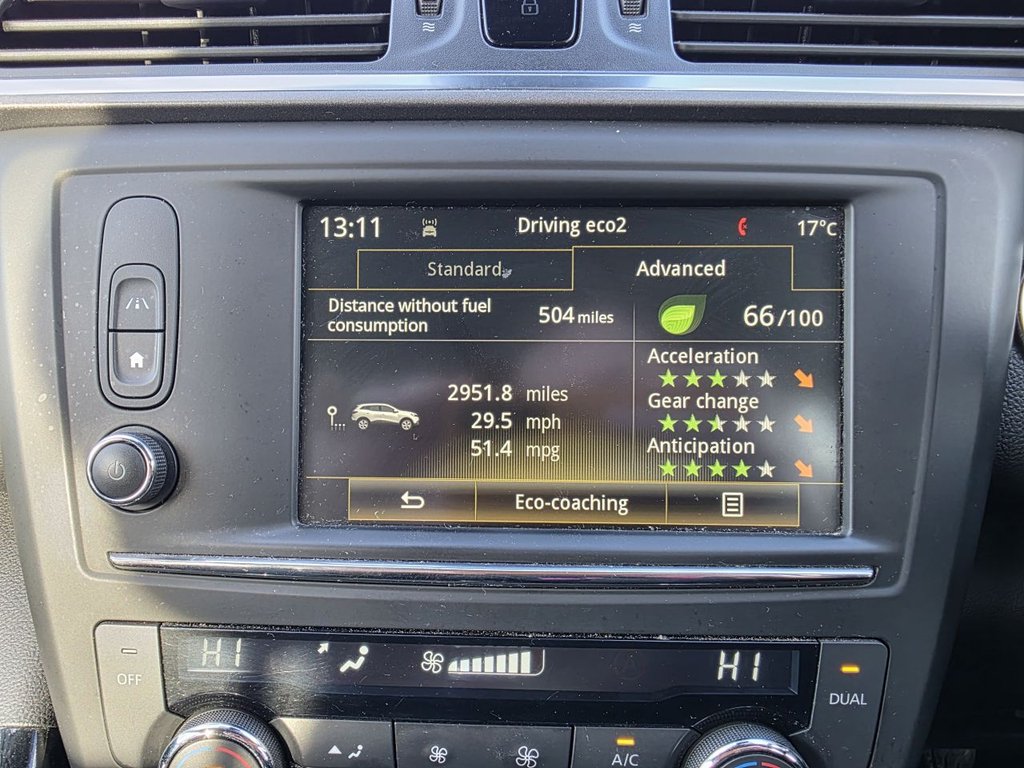 13:11 Driving eco2 17°C
Standard Advanced
Distance without fuel
consumption 504 miles 66/100
Acceleration
2951.8 miles
Gear change
29.5 mph
Anticipation
51.4 mpg
Eco-coaching
HI HI
OFF DUAL
A/C